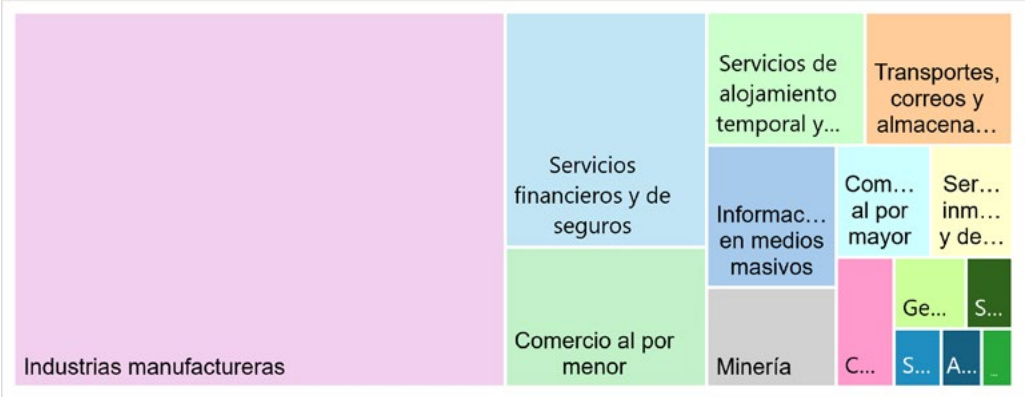 Industrias manufactureras
Servicios
financieros y de
seguros
Comercio al por
menor
Servicios de
alojamiento
temporal y...
Transportes,
correos y
almacena...
Informac...
en medios
masivos
Minería
Com...
al por
mayor
Ser...
inm...
y de...
C...
Ge...
S...
S...
A...
...